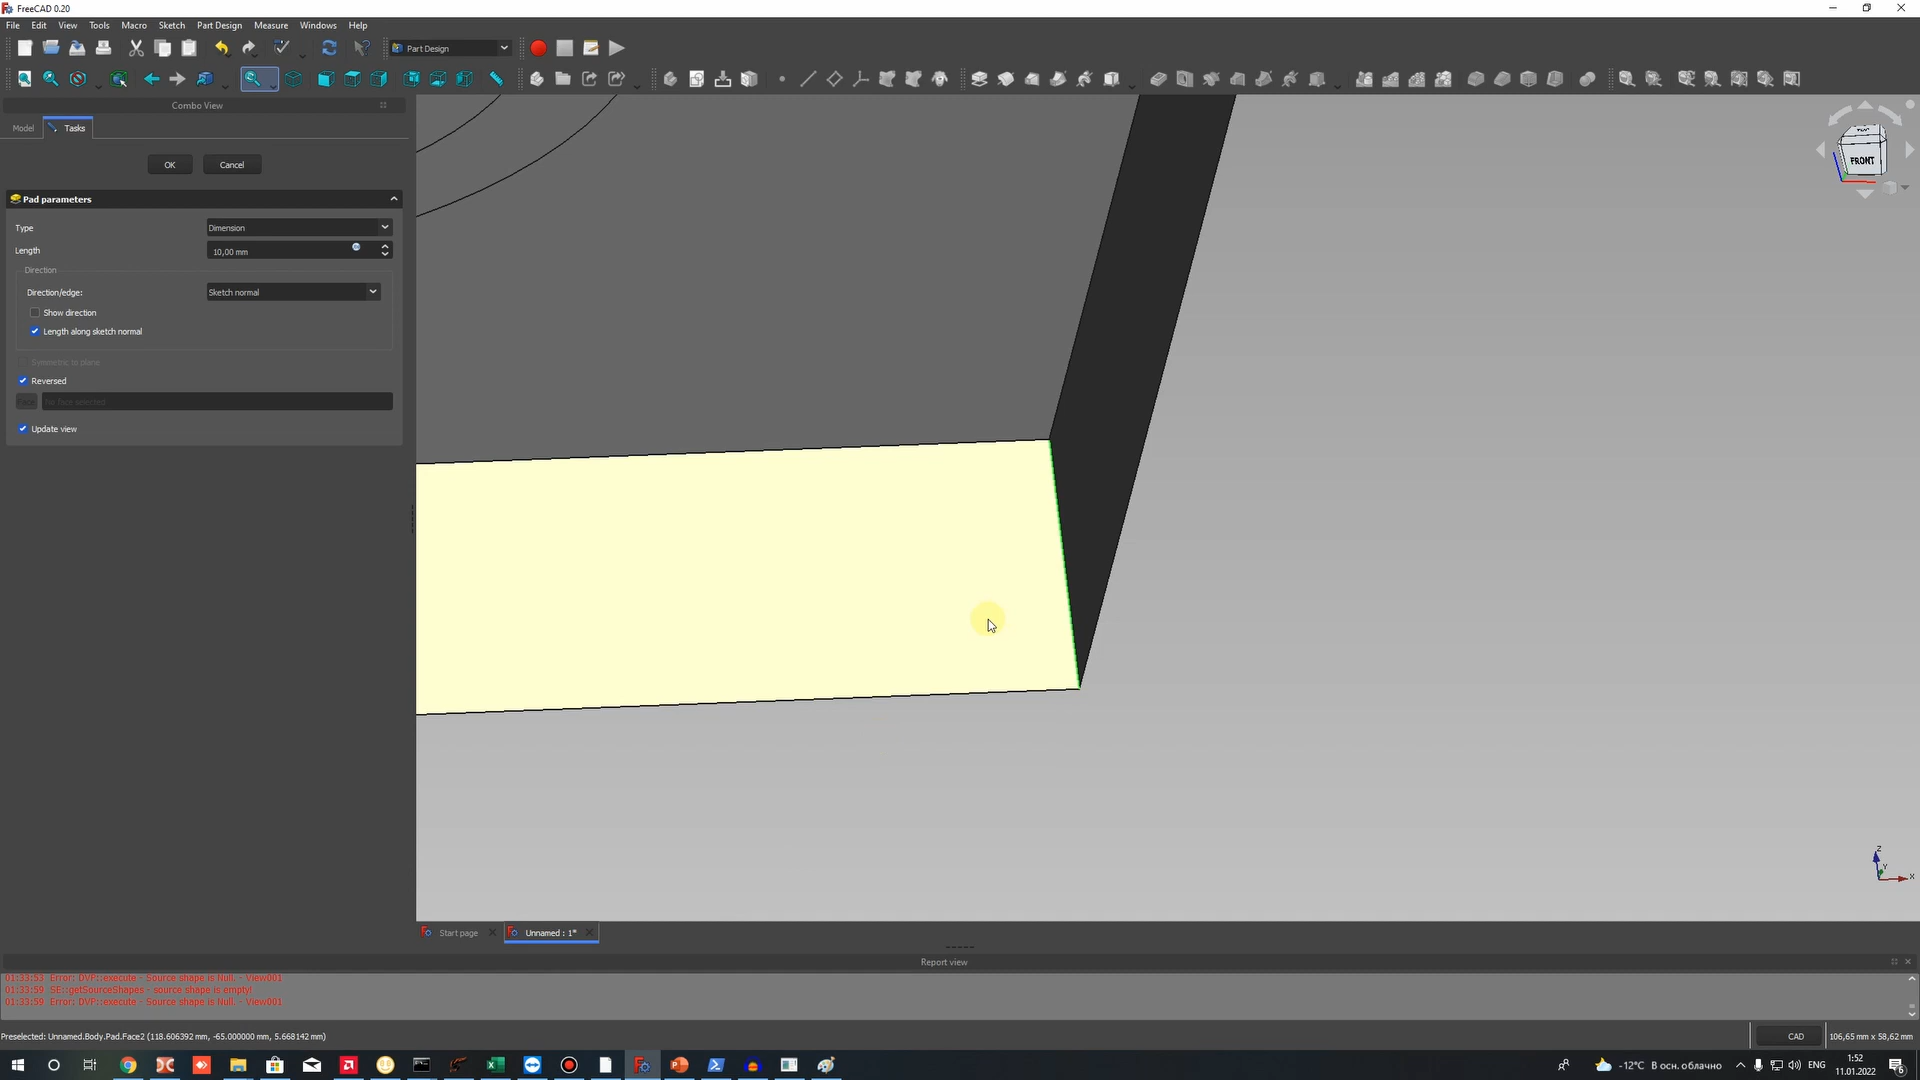 FreeCAD 0.20
File Edit View Tools Macro Sketch Part Design Measure Windows Help
Part Design
Combo View
Model Tasks
OK Cancel
Pad parameters
Type Dimension
Length 10,00 mm
Direction
Direction/edge: Sketch normal
Show direction
Length along sketch normal
Symmetric to plane
Reversed
No face selected
Update view
TOP
FRONT
Z
Y
X
Start page Unnamed : 1*
Report view
01:33:53 Error: DVP::execute - Source shape is Null. - View001
01:33:59 SE::getSourceShapes - source shape is empty!
01:33:59 Error: DVP::execute - Source shape is Null. - View001
Preselected: Unnamed.Body.Pad.Face2 (118.606392 mm, -65.000000 mm, 5.668142 mm)
CAD 106,65 mm x 58,62 mm
-12°C В осн. облачно ENG
1:52
11.01.2022